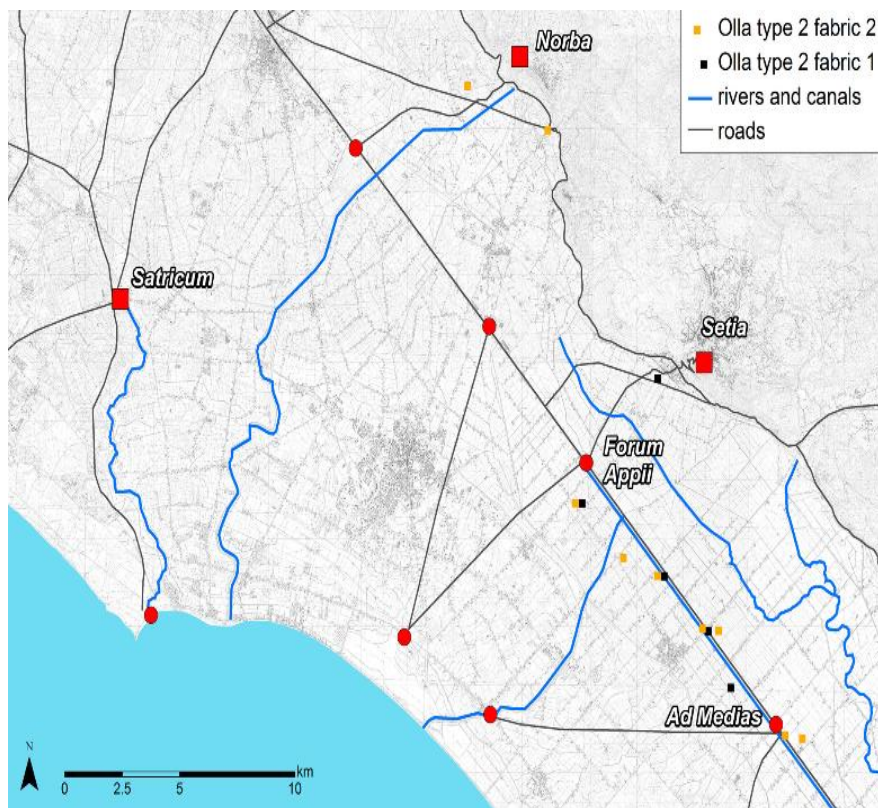 Olla type 2 fabric 2
Olla type 2 fabric 1
rivers and canals
roads
Norba
Satricum
Setia
Forum
Appii
Ad Medias
N
km
0 2.5 5 10